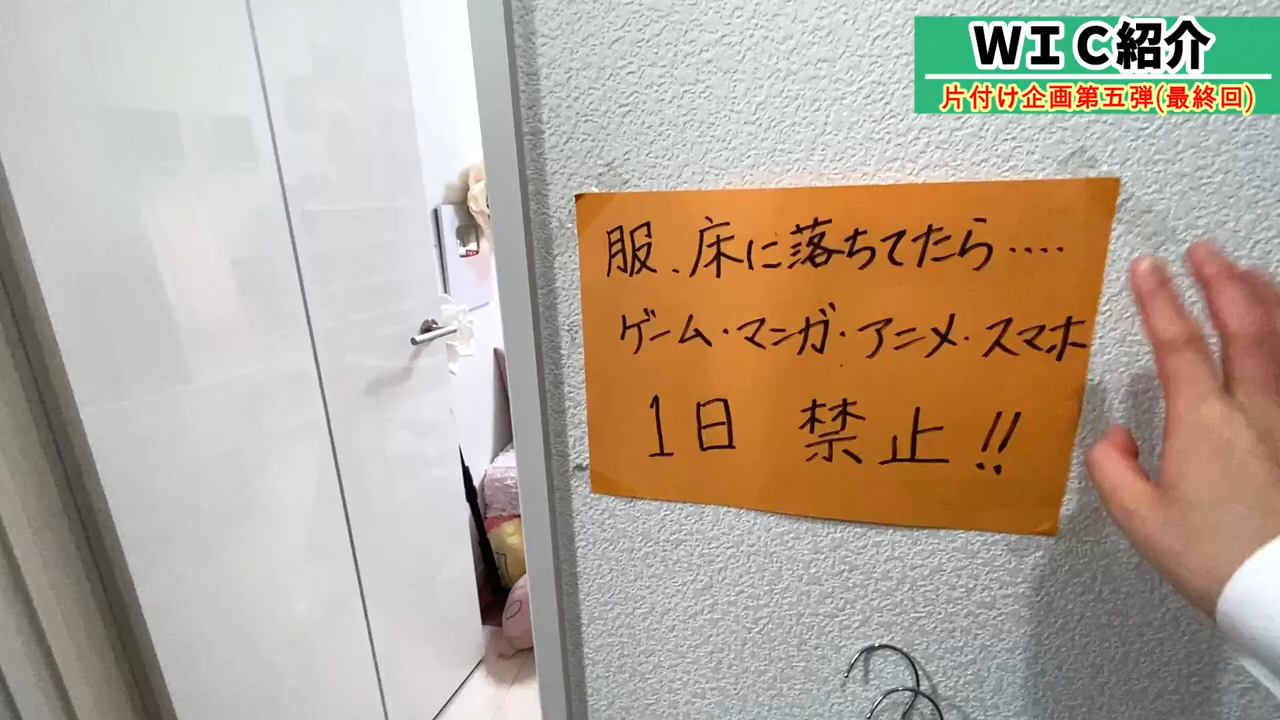 WIC紹介
片付け企画第五弾(最終回)
服、床に落ちてたら‥‥
ゲーム・マンガ・アニメ・スマホ
1日 禁止!!